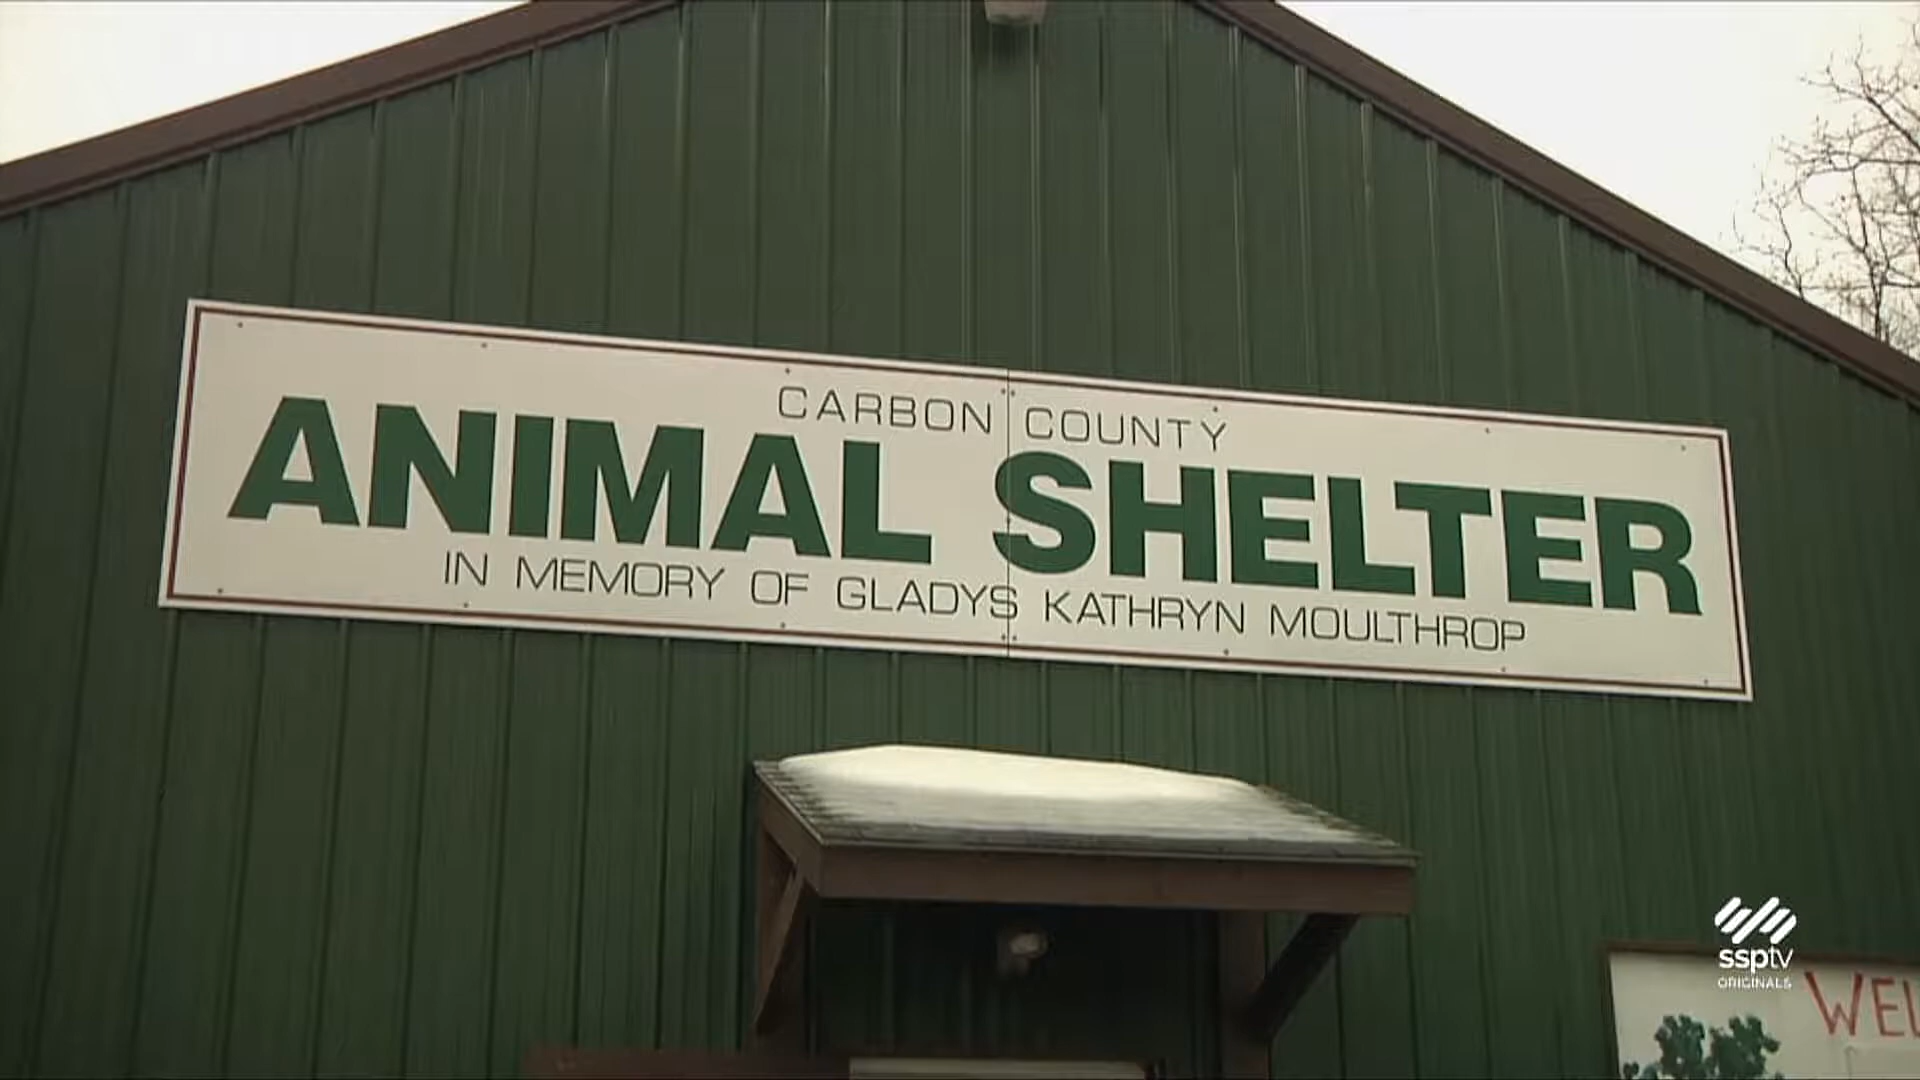 CARBON COUNTY
ANIMAL SHELTER
IN MEMORY OF GLADYS KATHRYN MOULTHROP
ssptv
ORIGINALS